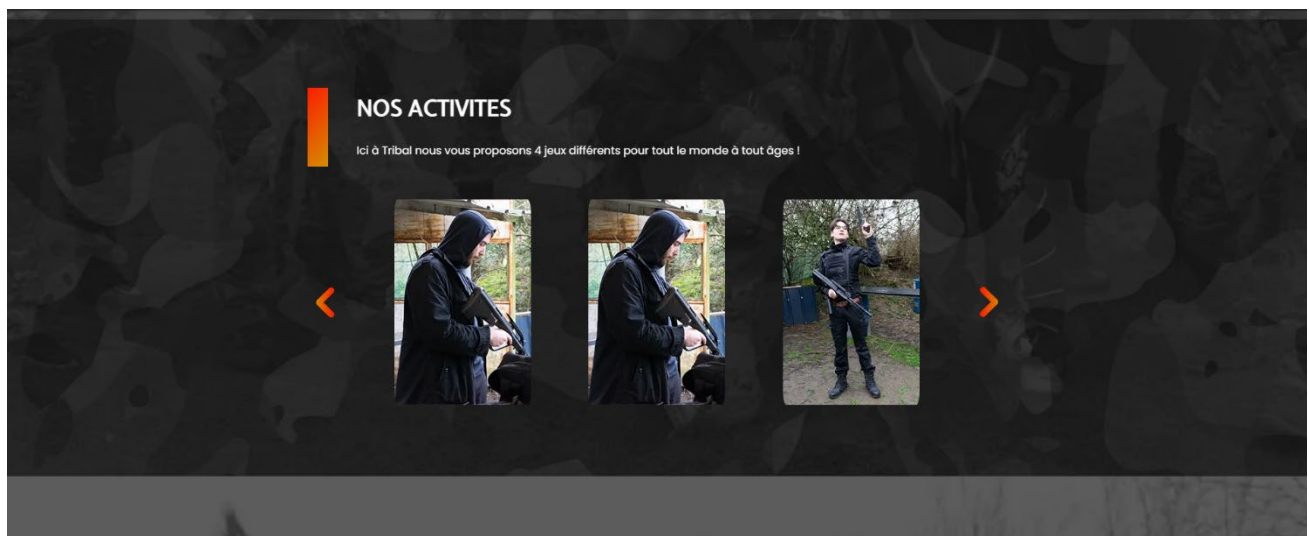 NOS ACTIVITES
Ici à Tribal nous vous proposons 4 jeux différents pour tout le monde à tout âges !